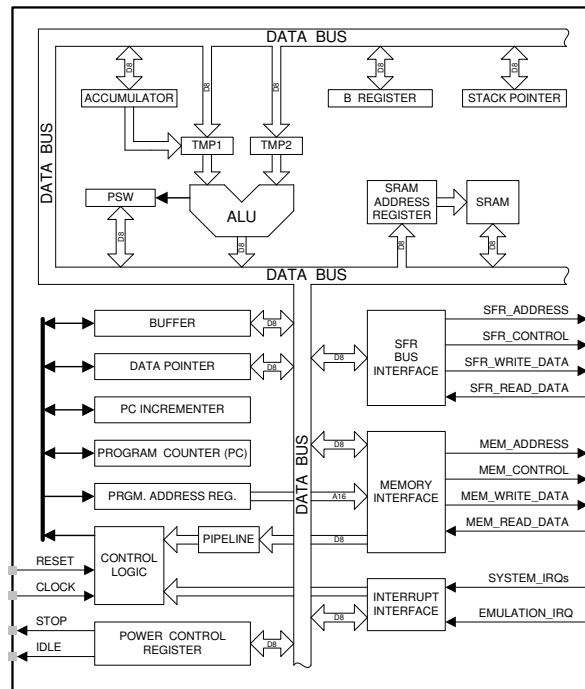 DATA BUS
D8
D8
D8
D8
D8
ACCUMULATOR
B REGISTER
STACK POINTER
DATA BUS
TMP1
TMP2
PSW
ALU
SRAM
ADDRESS
REGISTER
SRAM
D8
D8
D8
D8
DATA BUS
BUFFER
D8
DATA POINTER
D8
PC INCREMENTER
PROGRAM COUNTER (PC)
PRGM. ADDRESS REG.
A16
DATA BUS
D8
SFR
BUS
INTERFACE
SFR_ADDRESS
SFR_CONTROL
SFR_WRITE_DATA
SFR_READ_DATA
D8
MEMORY
INTERFACE
MEM_ADDRESS
MEM_CONTROL
MEM_WRITE_DATA
MEM_READ_DATA
RESET
CLOCK
CONTROL
LOGIC
PIPELINE
D8
INTERRUPT
INTERFACE
SYSTEM_IRQs
EMULATION_IRQ
D8
STOP
IDLE
POWER CONTROL
REGISTER
D8